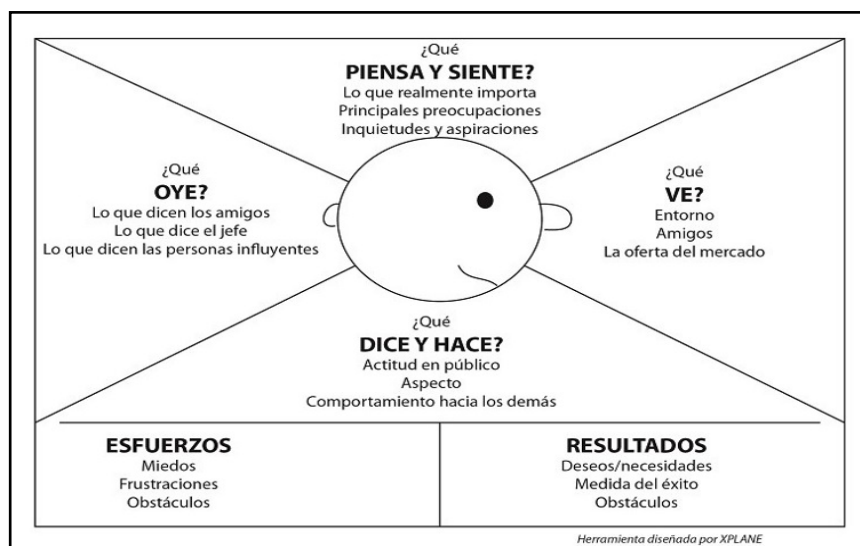 ¿Qué
PIENSA Y SIENTE?
Lo que realmente importa
Principales preocupaciones
Inquietudes y aspiraciones
¿Qué
OYE?
Lo que dicen los amigos
Lo que dice el jefe
Lo que dicen las personas influyentes
¿Qué
VE?
Entorno
Amigos
La oferta del mercado
¿Qué
DICE Y HACE?
Actitud en público
Aspecto
Comportamiento hacia los demás
ESFUERZOS
Miedos
Frustraciones
Obstáculos
RESULTADOS
Deseos/necesidades
Medida del éxito
Obstáculos
Herramienta diseñada por XPLANE